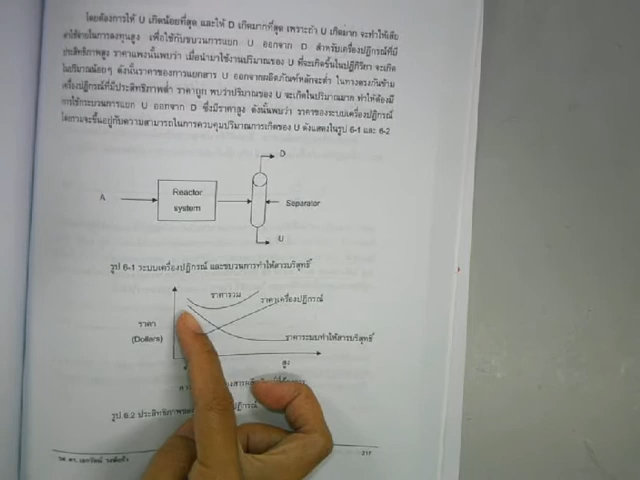 โดยต้องการให้ U เกิดน้อยที่สุด และให้ D เกิดมากที่สุด เพราะถ้า U เกิดมาก จะทำให้เสีย
ค่าใช้จ่ายในการลงทุนสูง เพื่อใช้กับขบวนการแยก U ออกจาก D สำหรับเครื่องปฏิกรณ์ที่มี
ประสิทธิภาพสูง ราคาแพงนั้นพบว่า เมื่อนำมาใช้งานปริมาณของ U ที่จะเกิดขึ้นในปฏิกิริยา จะเกิด
ในปริมาณน้อยๆ ดังนั้นราคาของการแยกสาร U ออกจากผลิตภัณฑ์หลักจะต่ำ ในทางตรงกันข้าม
เครื่องปฏิกรณ์ที่มีประสิทธิภาพต่ำ ราคาถูก พบว่าปริมาณของ U จะเกิดในปริมาณมาก ทำให้ต้องมี
การใช้กระบวนการแยก U ออกจาก D ซึ่งมีราคาสูง ดังนั้นพบว่า ราคาของระบบเครื่องปฏิกรณ์
โดยรวมจะขึ้นอยู่กับความสามารถในการควบคุมปริมาณการเกิดของ U ดังแสดงในรูป 6-1 และ 6-2
D
A
Reactor
system
Separator
U
รูป 6-1 ระบบเครื่องปฏิกรณ์ และขบวนการทำให้สารบริสุทธิ์
ราคารวม
ราคาเครื่องปฏิกรณ์
ราคา
(Dollars)
ราคาระบบทำให้สารบริสุทธิ์
สูง
รูป 6.2 ประสิทธิภาพ
217